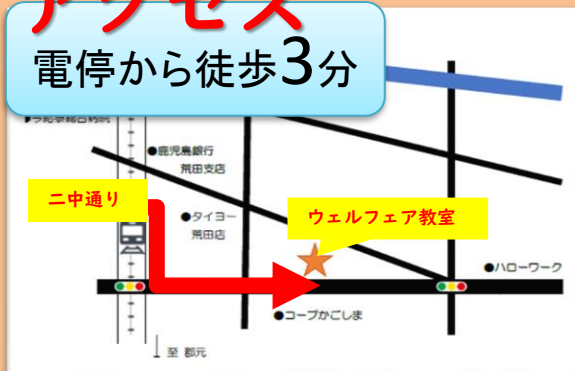 アクセス
電停から徒歩3分
●鹿児島銀行
荒田支店
二中通り
●タイヨー
荒田店
ウェルフェア教室
●ハローワーク
●コープかごしま
至 郡元